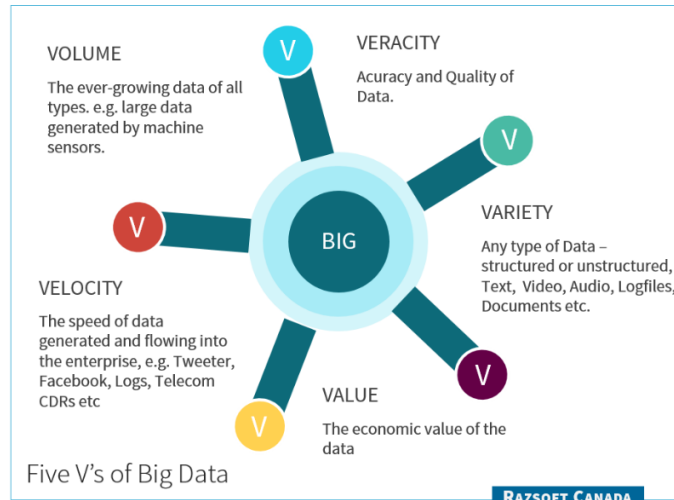 VOLUME
The ever-growing data of all
types. e.g. large data
generated by machine
sensors.
V
VERACITY
Acuracy and Quality of
Data.
V
V
BIG
VARIETY
Any type of Data –
structured or unstructured,
Text, Video, Audio, Logfiles,
Documents etc.
VELOCITY
The speed of data
generated and flowing into
the enterprise, e.g. Tweeter,
Facebook, Logs, Telecom
CDRs etc
V
V
VALUE
The economic value of the
data
Five V's of Big Data
RAZSOFT CANADA